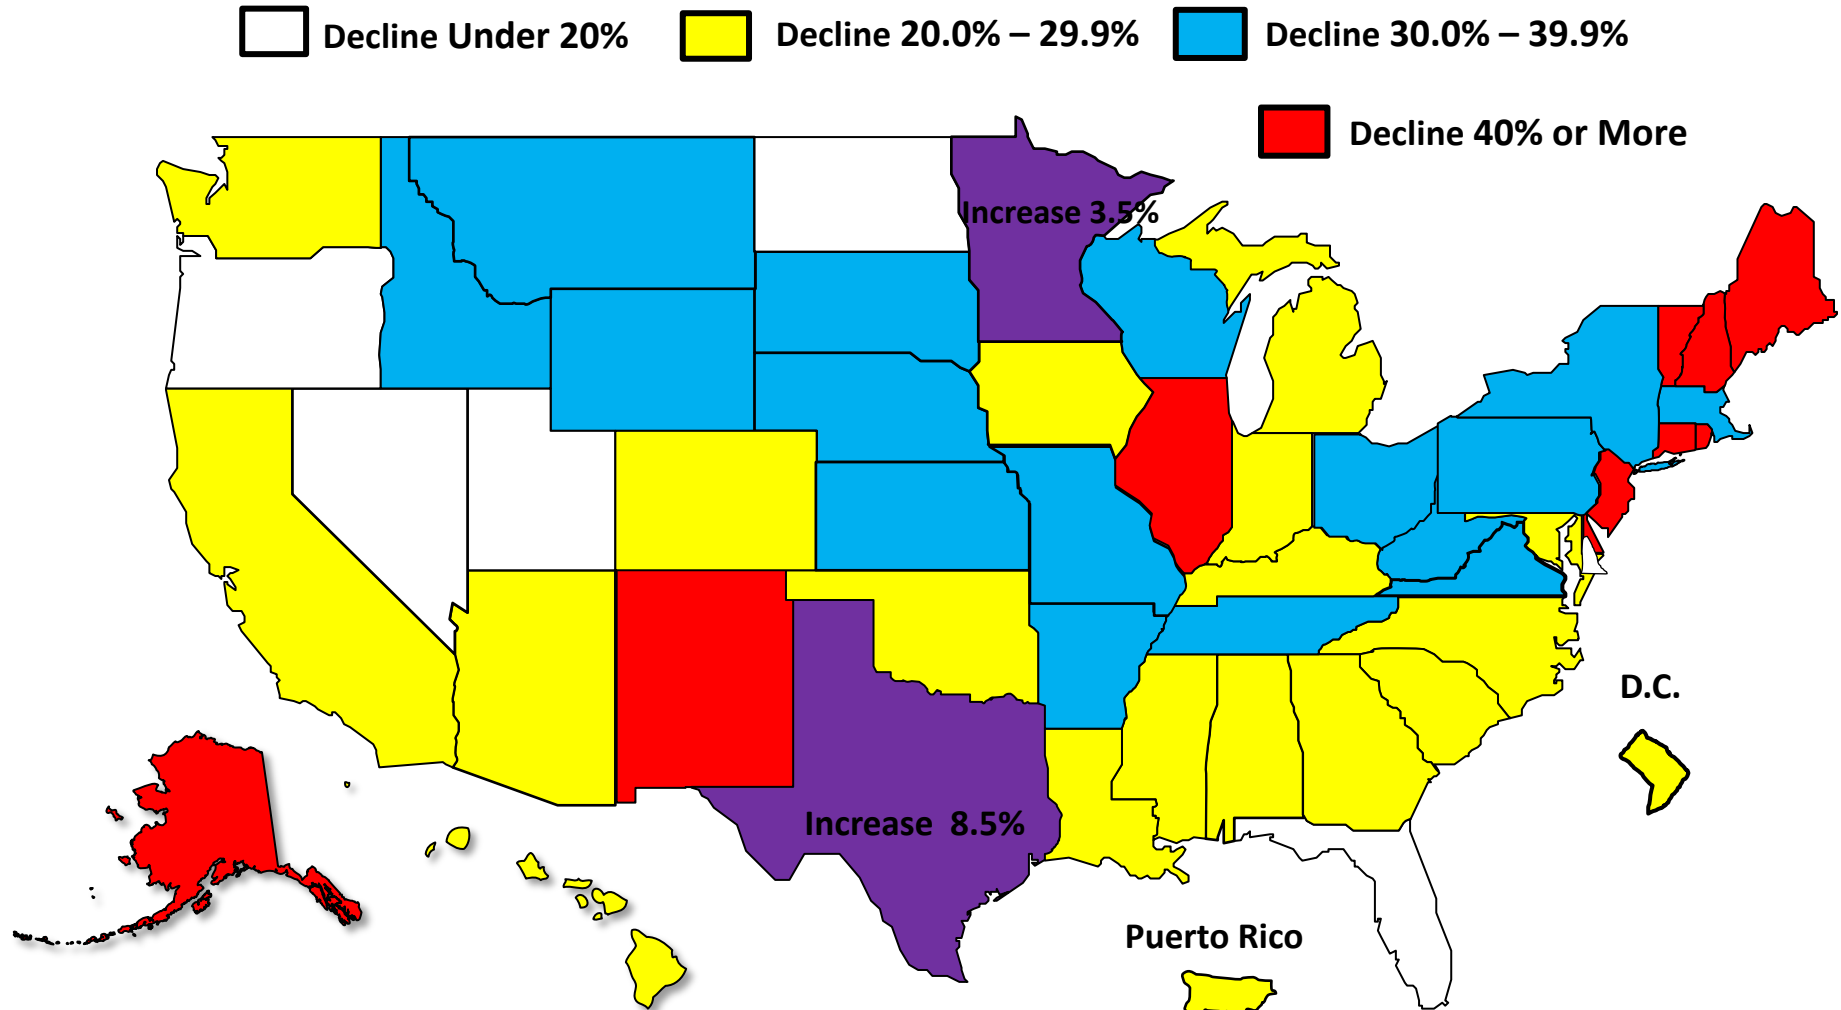 Decline Under 20%
Decline 20.0% – 29.9%
Decline 30.0% – 39.9%
Decline 40% or More
Increase 3.5%
D.C.
Increase 8.5%
Puerto Rico